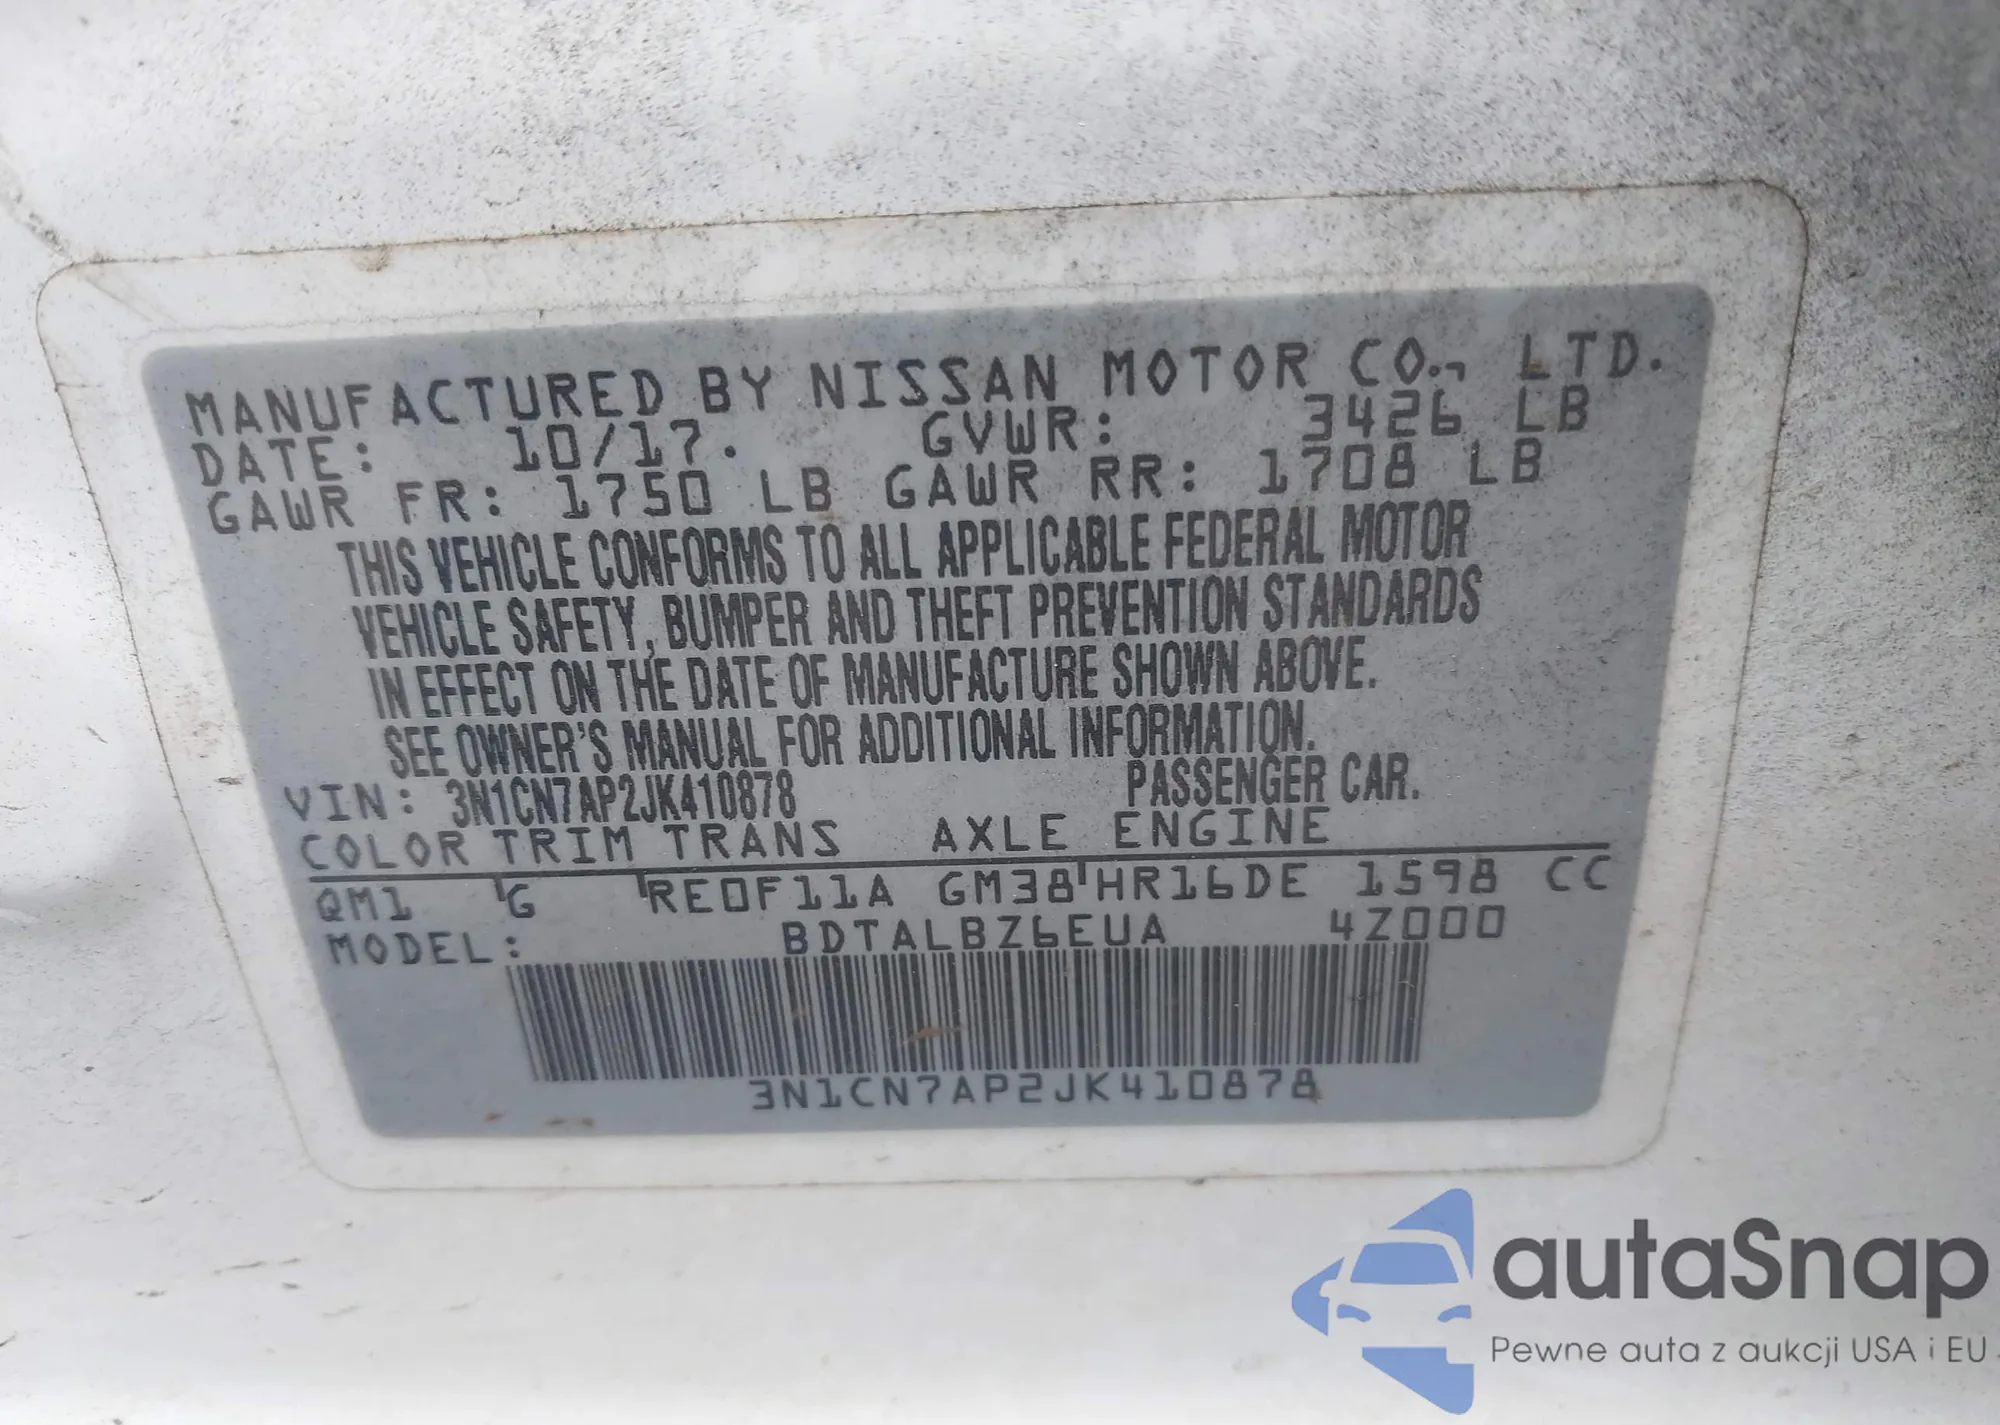 MANUFACTURED BY NISSAN MOTOR CO., LTD.
DATE: 10/17. GVWR: 3426 LB
GAWR FR: 1750 LB GAWR RR: 1708 LB
THIS VEHICLE CONFORMS TO ALL APPLICABLE FEDERAL MOTOR
VEHICLE SAFETY, BUMPER AND THEFT PREVENTION STANDARDS
IN EFFECT ON THE DATE OF MANUFACTURE SHOWN ABOVE.
SEE OWNER'S MANUAL FOR ADDITIONAL INFORMATION.
VIN: 3N1CN7AP2JK410878 PASSENGER CAR.
COLOR TRIM TRANS AXLE ENGINE
QM1 G RE0F11A GM38 HR16DE 1598 CC
MODEL: BDTALBZ6EUA 4Z000
3N1CN7AP2JK410878
autaSnap
Pewne auta z aukcji USA i EU